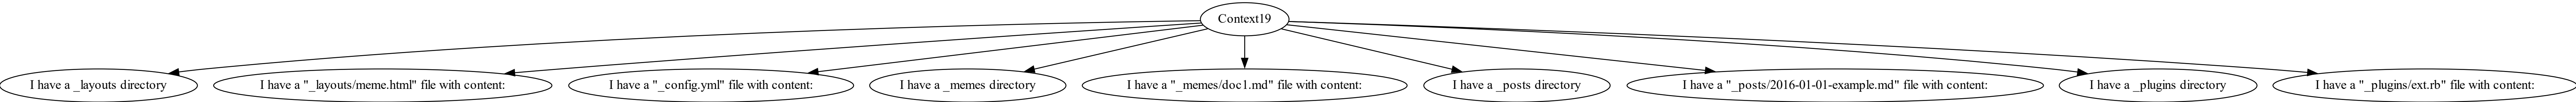 Context19
I have a _layouts directory
I have a "_layouts/meme.html" file with content:
I have a "_config.yml" file with content:
I have a _memes directory
I have a "_memes/doc1.md" file with content:
I have a _posts directory
I have a "_posts/2016-01-01-example.md" file with content:
I have a _plugins directory
I have a "_plugins/ext.rb" file with content: